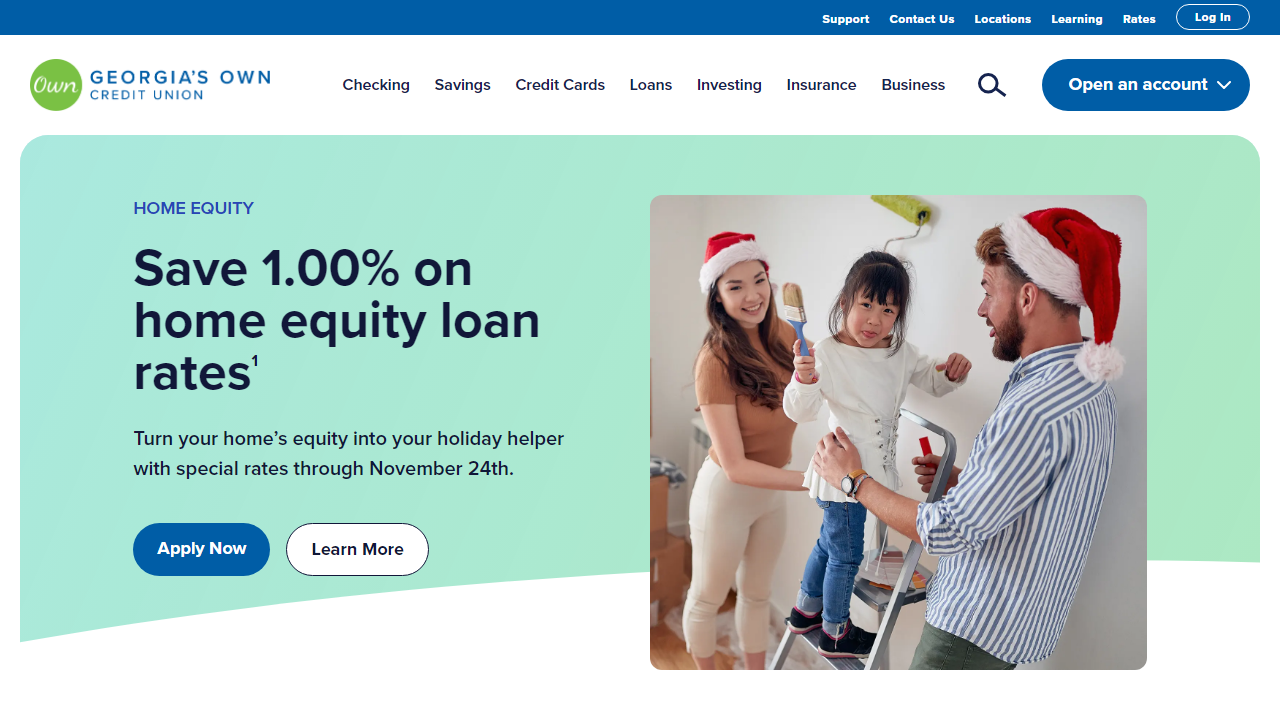 Support Contact Us Locations Learning Rates Log In
Own GEORGIA'S OWN
CREDIT UNION
Checking Savings Credit Cards Loans Investing Insurance Business Open an account
HOME EQUITY
Save 1.00% on
home equity loan
rates¹
Turn your home's equity into your holiday helper
with special rates through November 24th.
Apply Now Learn More